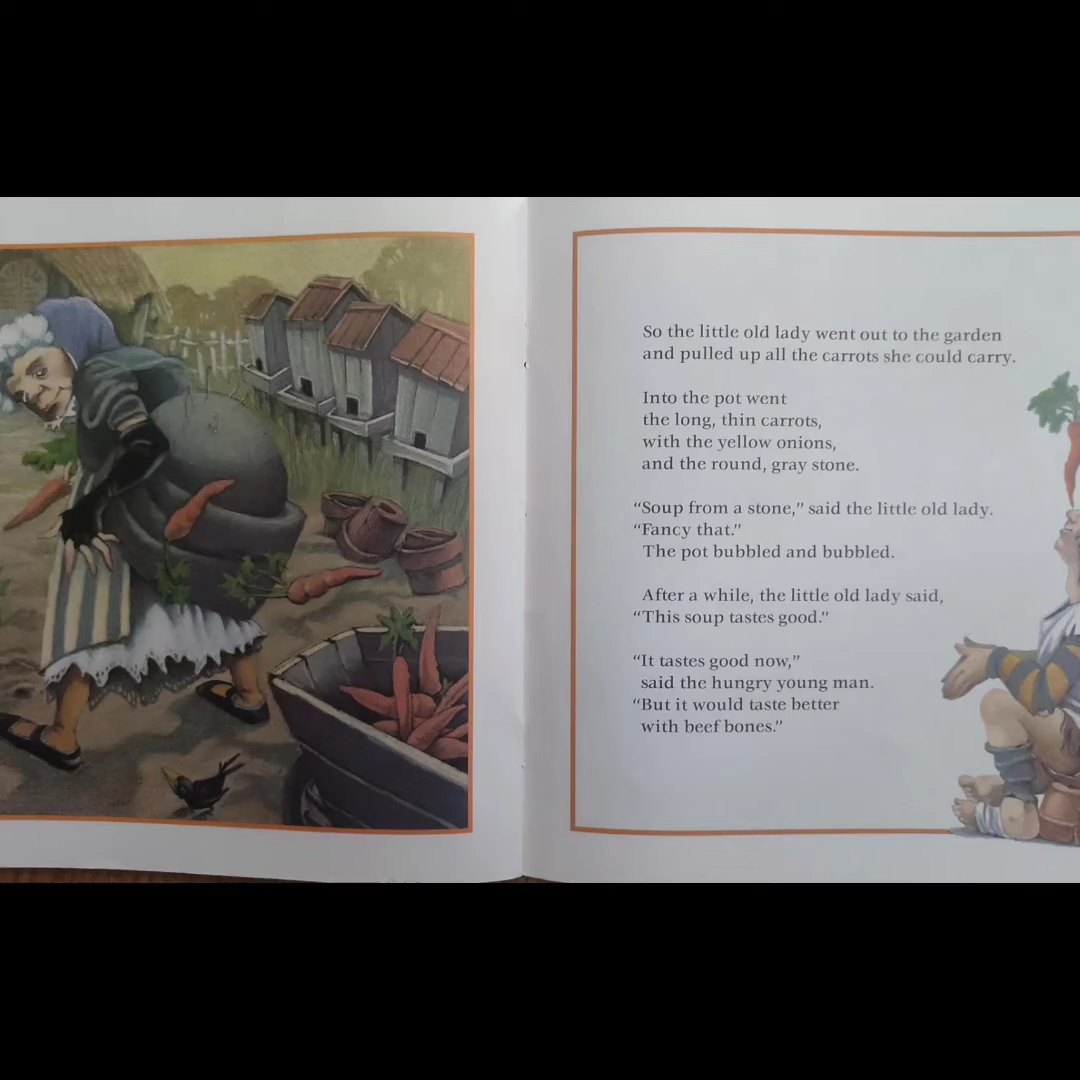 So the little old lady went out to the garden
and pulled up all the carrots she could carry.
Into the pot went
the long, thin carrots,
with the yellow onions,
and the round, gray stone.
“Soup from a stone,” said the little old lady.
“Fancy that.”
The pot bubbled and bubbled.
After a while, the little old lady said,
“This soup tastes good.”
“It tastes good now,”
said the hungry young man.
“But it would taste better
with beef bones.”